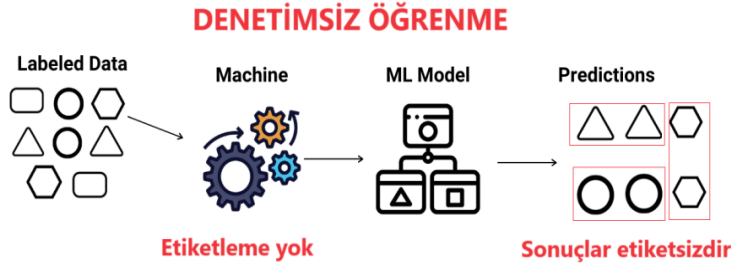 DENETİMSİZ ÖĞRENME
Labeled Data
Machine
ML Model
Predictions
Etiketleme yok
Sonuçlar etiketsizdir